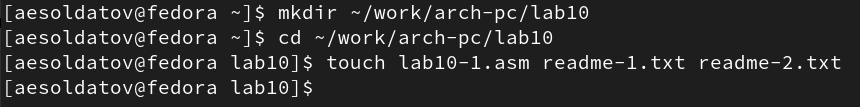 [aesoldatov@fedora ~]$ mkdir ~/work/arch-pc/lab10
[aesoldatov@fedora ~]$ cd ~/work/arch-pc/lab10
[aesoldatov@fedora lab10]$ touch lab10-1.asm readme-1.txt readme-2.txt
[aesoldatov@fedora lab10]$